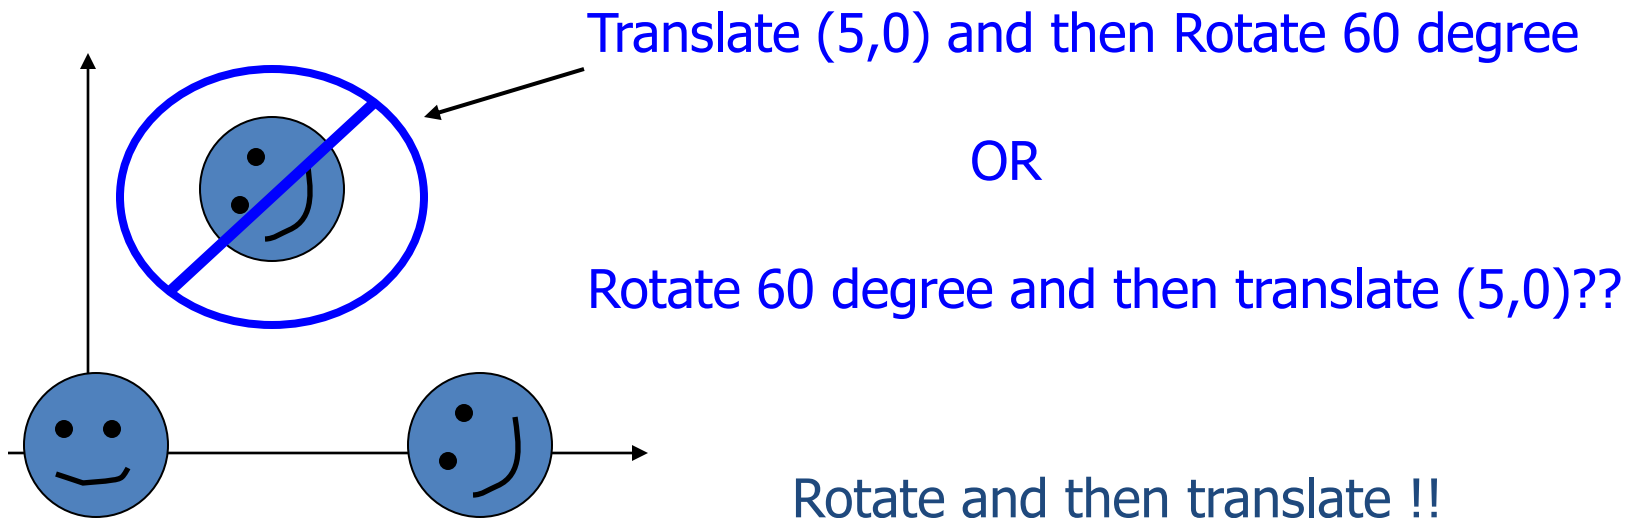 Translate (5,0) and then Rotate 60 degree
OR
Rotate 60 degree and then translate (5,0)??
Rotate and then translate !!